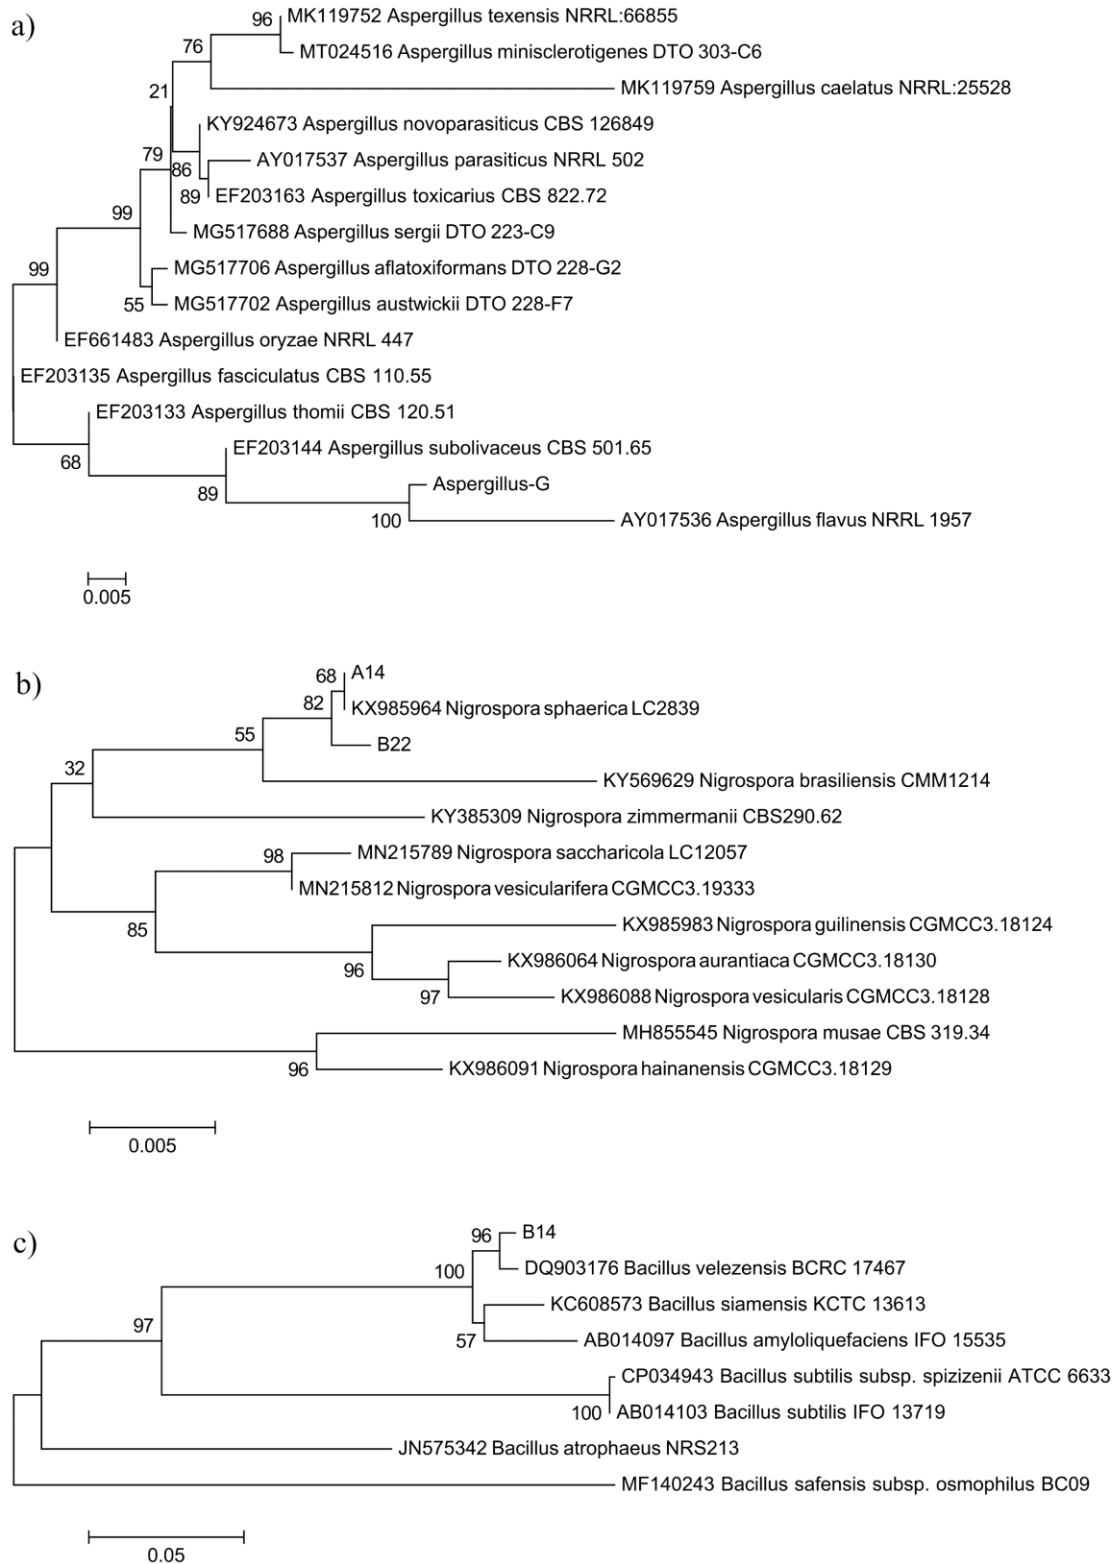 a)
96
MK119752 Aspergillus texensis NRRL:66855
MT024516 Aspergillus minisclerotigenes DTO 303-C6
76
MK119759 Aspergillus caelatus NRRL:25528
21
KY924673 Aspergillus novoparasiticus CBS 126849
79
86
AY017537 Aspergillus parasiticus NRRL 502
89
EF203163 Aspergillus toxicarius CBS 822.72
99
MG517688 Aspergillus sergii DTO 223-C9
99
MG517706 Aspergillus aflatoxiformans DTO 228-G2
55
MG517702 Aspergillus austwickii DTO 228-F7
EF661483 Aspergillus oryzae NRRL 447
EF203135 Aspergillus fasciculatus CBS 110.55
EF203133 Aspergillus thomii CBS 120.51
68
EF203144 Aspergillus subolivaceus CBS 501.65
89
Aspergillus-G
100
AY017536 Aspergillus flavus NRRL 1957
0.005
b)
68
A14
82
KX985964 Nigrospora sphaerica LC2839
55
B22
32
KY569629 Nigrospora brasiliensis CMM1214
KY385309 Nigrospora zimmermanii CBS290.62
98
MN215789 Nigrospora saccharicola LC12057
MN215812 Nigrospora vesicularifera CGMCC3.19333
85
KX985983 Nigrospora guilinensis CGMCC3.18124
96
KX986064 Nigrospora aurantiaca CGMCC3.18130
97
KX986088 Nigrospora vesicularis CGMCC3.18128
MH855545 Nigrospora musae CBS 319.34
96
KX986091 Nigrospora hainanensis CGMCC3.18129
0.005
c)
96
B14
100
DQ903176 Bacillus velezensis BCRC 17467
KC608573 Bacillus siamensis KCTC 13613
97
57
AB014097 Bacillus amyloliquefaciens IFO 15535
CP034943 Bacillus subtilis subsp. spizizenii ATCC 6633
100
AB014103 Bacillus subtilis IFO 13719
JN575342 Bacillus atrophaeus NRS213
MF140243 Bacillus safensis subsp. osmophilus BC09
0.05